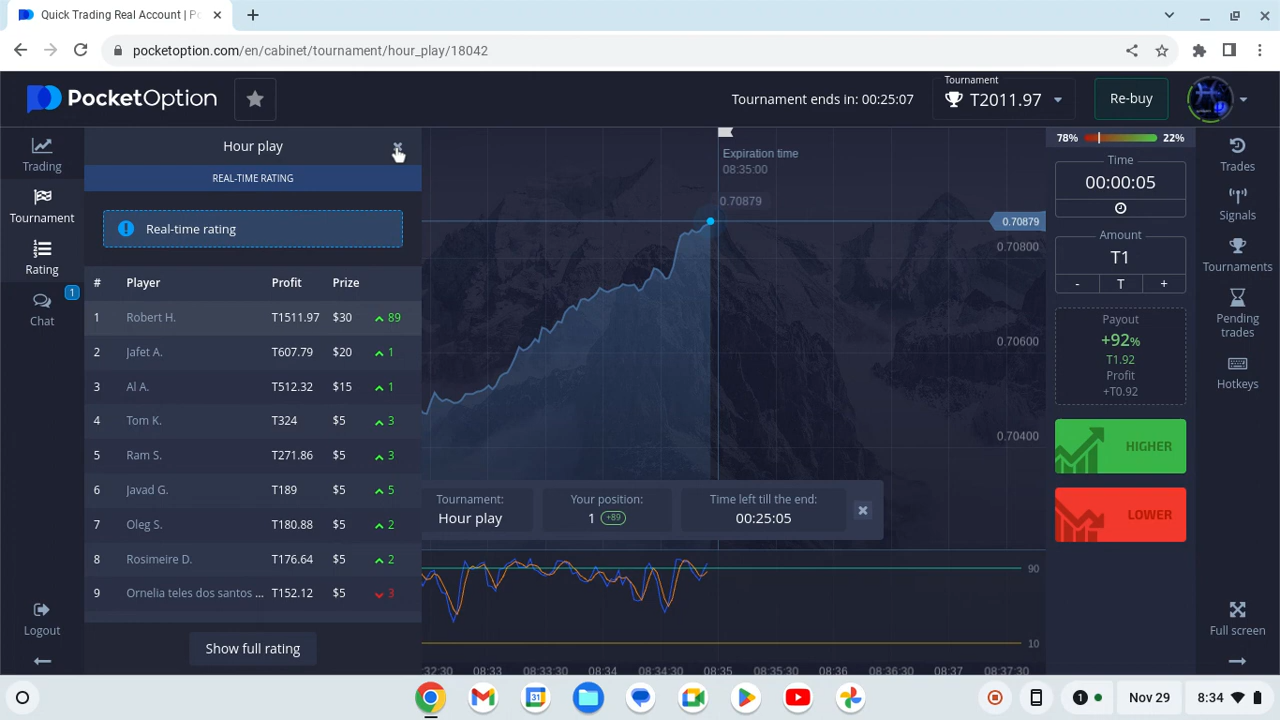 Quick Trading Real Account | P
pocketoption.com/en/cabinet/tournament/hour_play/18042
PocketOption
Tournament ends in: 00:25:07
Tournament
T2011.97
Re-buy
Trading
Tournament
Rating
1
Chat
Logout
Hour play
REAL-TIME RATING
Real-time rating
# Player Profit Prize
1 Robert H. T1511.97 $30 89
2 Jafet A. T607.79 $20 1
3 Al A. T512.32 $15 1
4 Tom K. T324 $5 3
5 Ram S. T271.86 $5 3
6 Javad G. T189 $5 5
7 Oleg S. T180.88 $5 2
8 Rosimeire D. T176.64 $5 2
9 Ornelia teles dos santos ... T152.12 $5 3
Show full rating
Expiration time
08:35:00
0.70879
0.70879
0.70800
0.70600
0.70400
Tournament:
Hour play
Your position:
1 +89
Time left till the end:
00:25:05
90
10
:32:30 08:33 08:33:30 08:34 08:34:30 08:35 08:35:30 08:36 08:36:30 08:37 08:37:30
78% 22%
Time
00:00:05
Amount
T1
- T +
Payout
+92%
T1.92
Profit
+T0.92
HIGHER
LOWER
Trades
Signals
Tournaments
Pending
trades
Hotkeys
Full screen
31
1
Nov 29
8:34